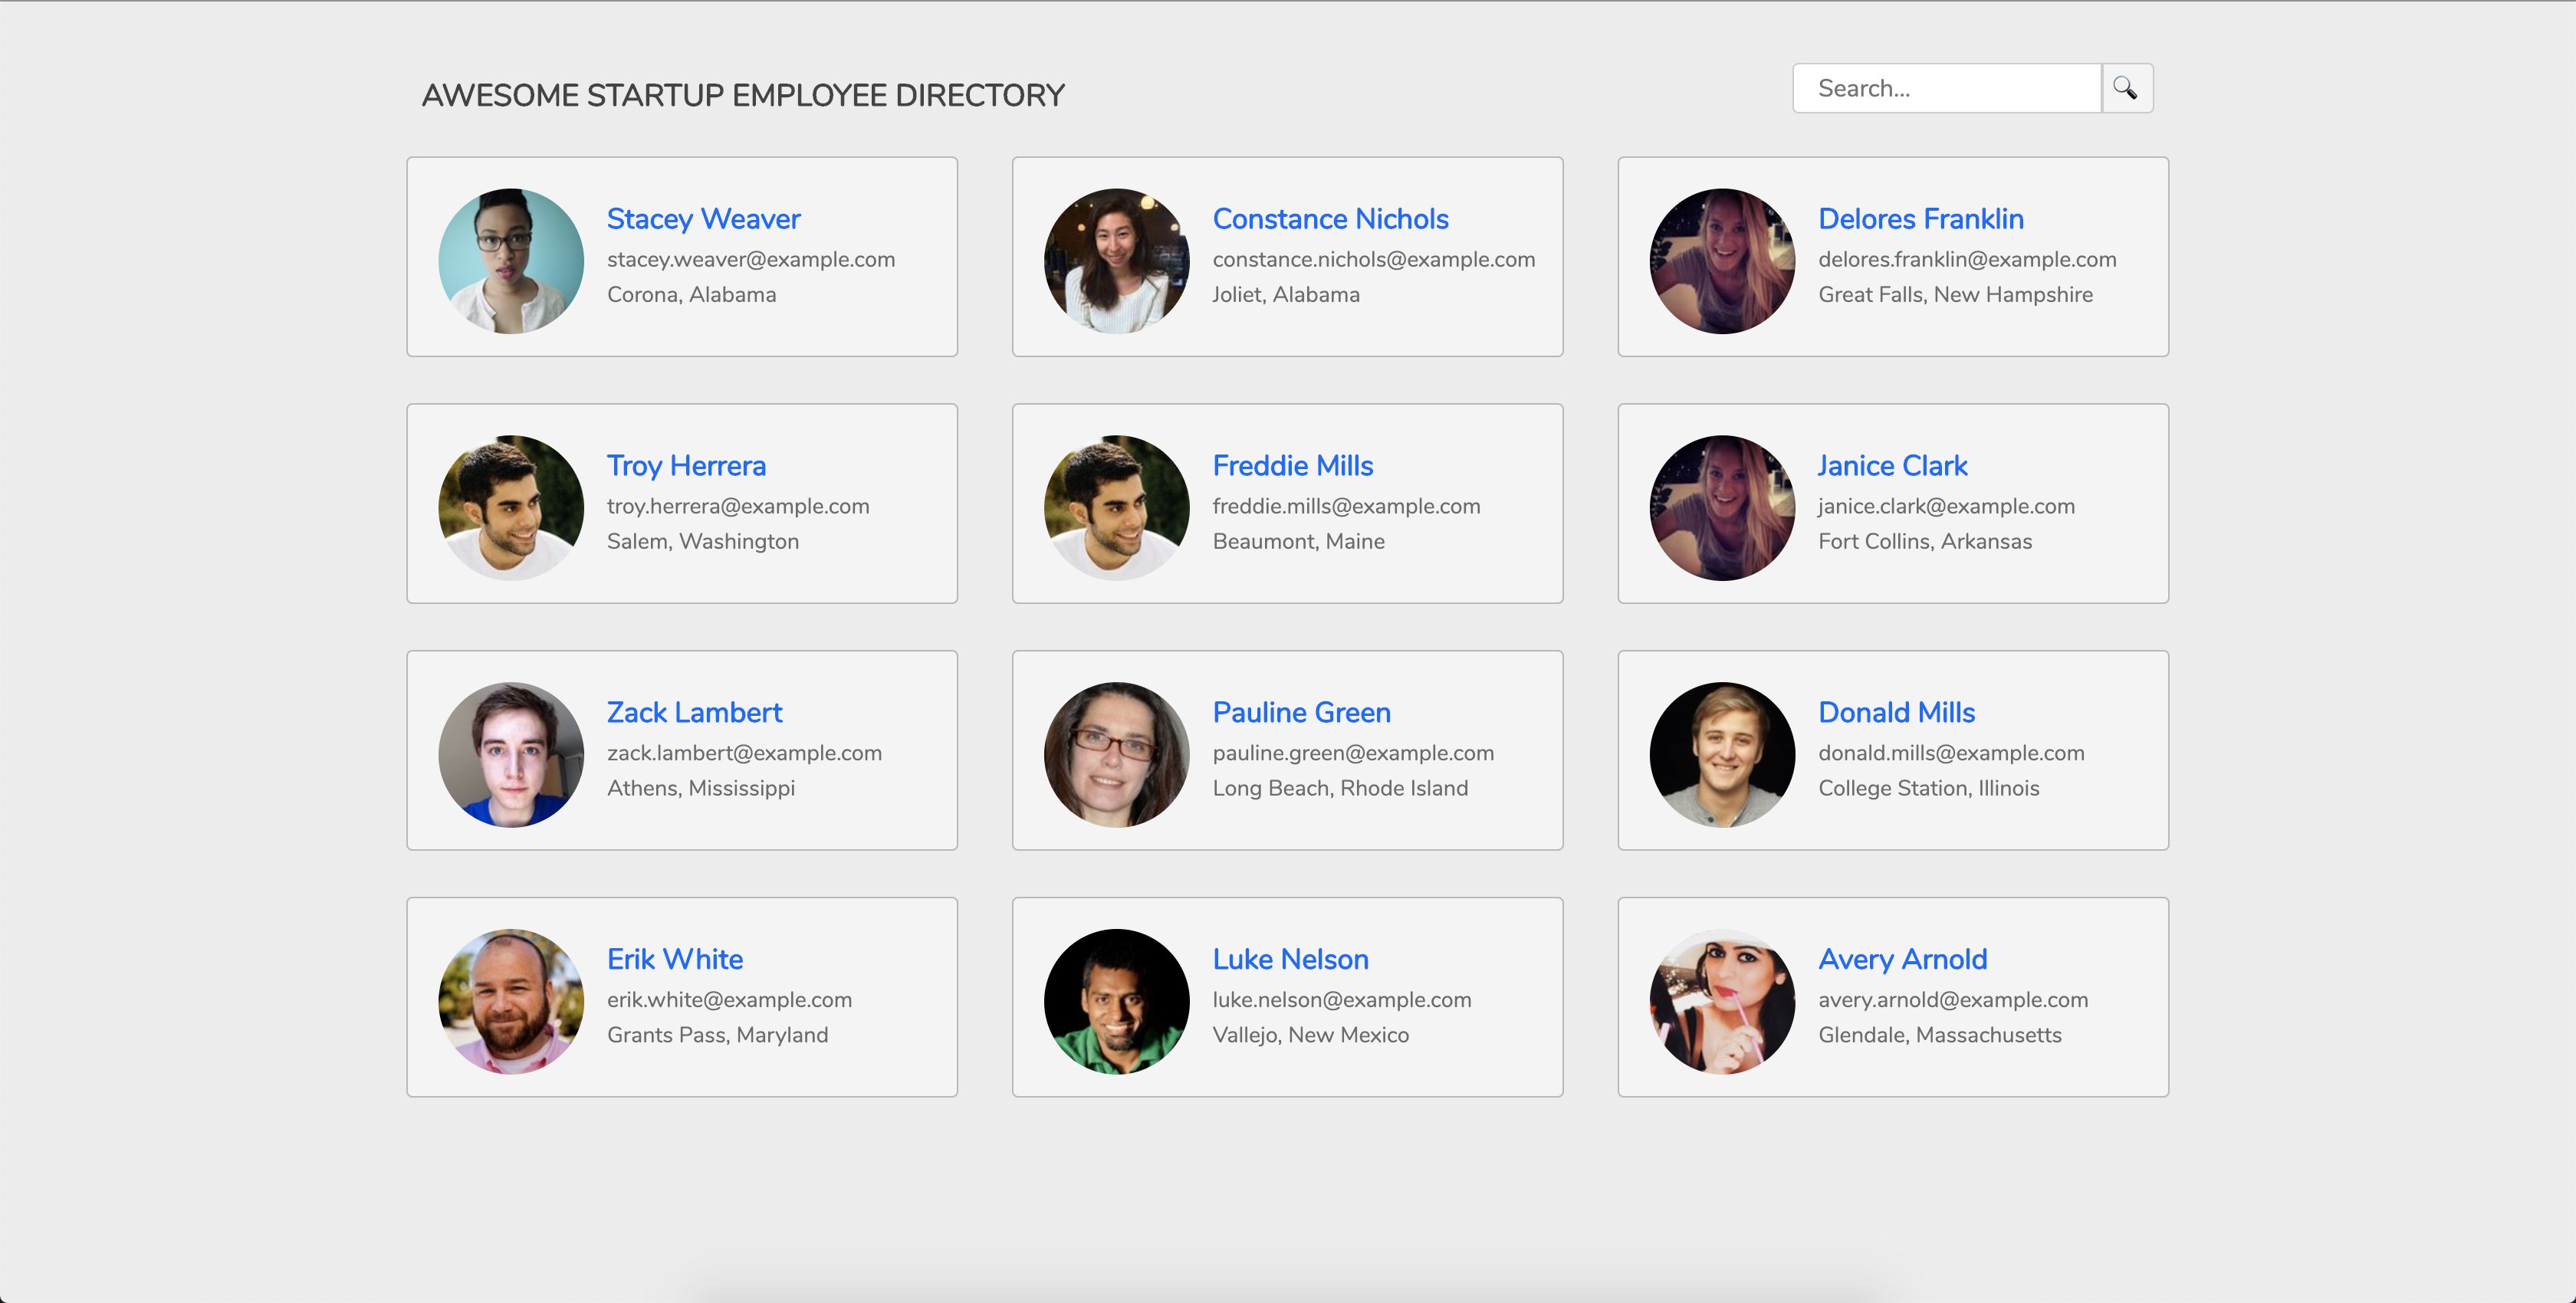 AWESOME STARTUP EMPLOYEE DIRECTORY
Search...
Stacey Weaver
stacey.weaver@example.com
Corona, Alabama
Constance Nichols
constance.nichols@example.com
Joliet, Alabama
Delores Franklin
delores.franklin@example.com
Great Falls, New Hampshire
Troy Herrera
troy.herrera@example.com
Salem, Washington
Freddie Mills
freddie.mills@example.com
Beaumont, Maine
Janice Clark
janice.clark@example.com
Fort Collins, Arkansas
Zack Lambert
zack.lambert@example.com
Athens, Mississippi
Pauline Green
pauline.green@example.com
Long Beach, Rhode Island
Donald Mills
donald.mills@example.com
College Station, Illinois
Erik White
erik.white@example.com
Grants Pass, Maryland
Luke Nelson
luke.nelson@example.com
Vallejo, New Mexico
Avery Arnold
avery.arnold@example.com
Glendale, Massachusetts